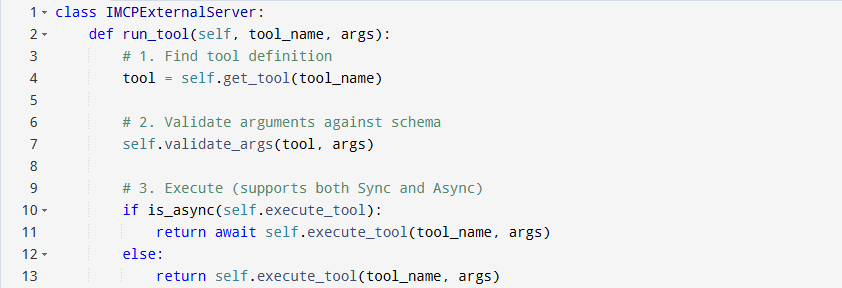 1 class IMCPExternalServer:
2     def run_tool(self, tool_name, args):
3         # 1. Find tool definition
4         tool = self.get_tool(tool_name)
5
6         # 2. Validate arguments against schema
7         self.validate_args(tool, args)
8
9         # 3. Execute (supports both Sync and Async)
10         if is_async(self.execute_tool):
11             return await self.execute_tool(tool_name, args)
12         else:
13             return self.execute_tool(tool_name, args)